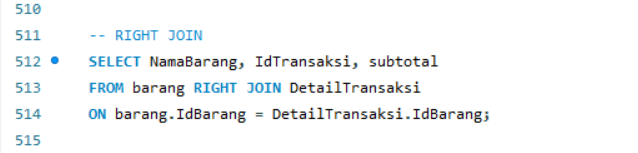 510
511 -- RIGHT JOIN
512 SELECT NamaBarang, IdTransaksi, subtotal
513 FROM barang RIGHT JOIN DetailTransaksi
514 ON barang.IdBarang = DetailTransaksi.IdBarang;
515